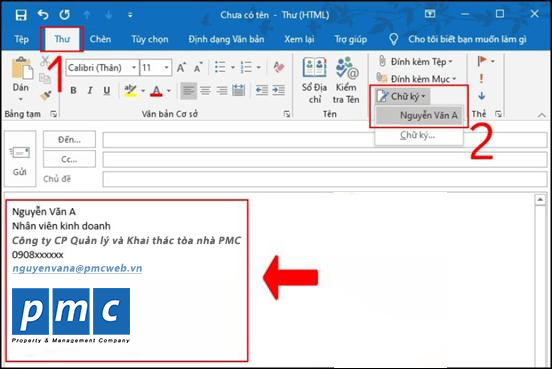 Chưa có tên - Thư (HTML)
Tệp Thư Chèn Tùy chọn Định dạng Văn bản Xem lại Trợ giúp Cho tôi biết bạn muốn làm gì
1
Dán
Calibri (Thân) 11
B I U
Sổ Địa chỉ
Kiểm tra Tên
Đính kèm Tệp
Đính kèm Mục
Chữ ký
Thẻ
Nguyễn Văn A
Chữ ký...
2
Bảng tạm Văn bản Cơ sở Tên Thẻ
Gửi
Đến...
Cc...
Chủ đề
Nguyễn Văn A
Nhân viên kinh doanh
Công ty CP Quản lý và Khai thác tòa nhà PMC
0908xxxxxx
nguyenvana@pmcweb.vn
pmc
Property & Management Company